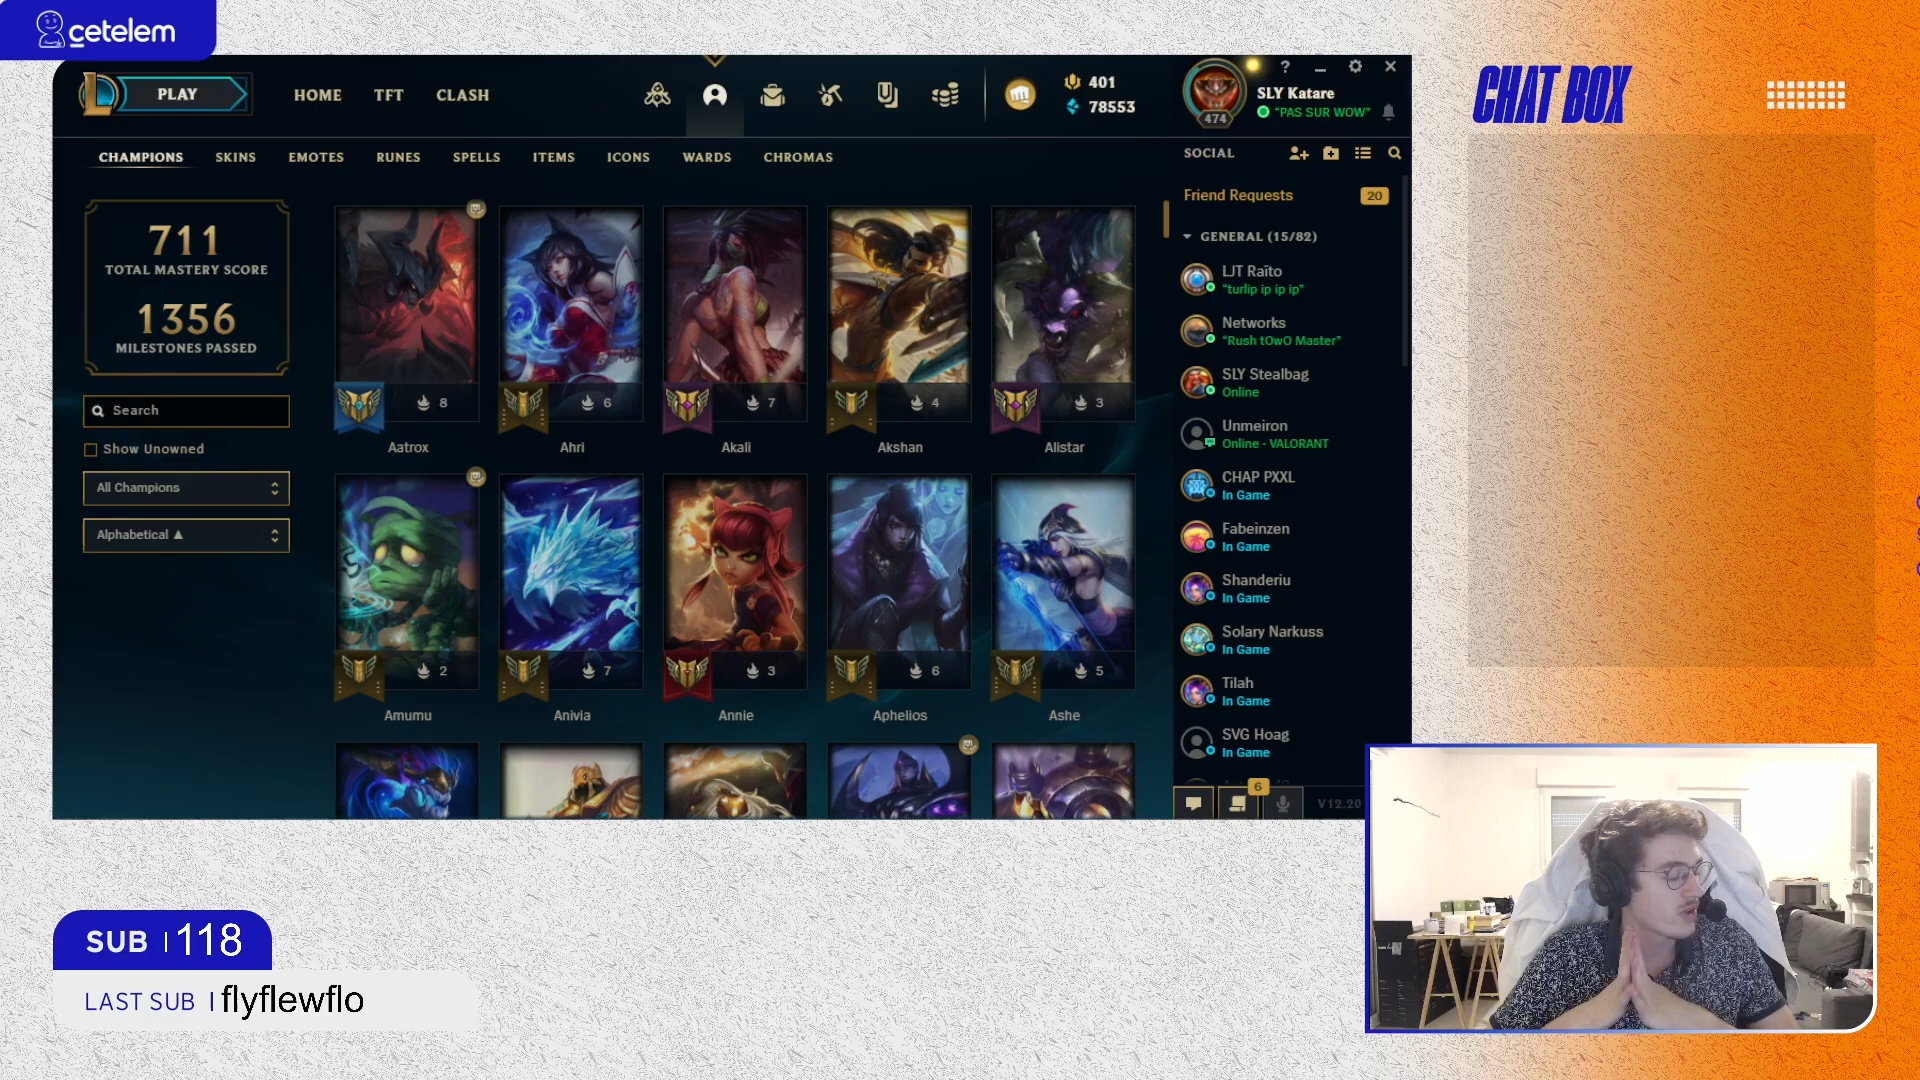 cetelem
PLAY
HOME
TFT
CLASH
401
78553
474
SLY Katare
"PAS SUR WOW"
?
CHAT BOX
CHAMPIONS
SKINS
EMOTES
RUNES
SPELLS
ITEMS
ICONS
WARDS
CHROMAS
SOCIAL
711
TOTAL MASTERY SCORE
1356
MILESTONES PASSED
Search
Show Unowned
All Champions
Alphabetical ▲
8
6
7
4
3
Aatrox
Ahri
Akali
Akshan
Alistar
2
7
3
6
5
Amumu
Anivia
Annie
Aphelios
Ashe
Friend Requests
20
GENERAL (15/82)
LJT Raïto
"turlip ip ip ip"
Networks
"Rush tOwO Master"
SLY Stealbag
Online
Unmeiron
Online - VALORANT
CHAP PXXL
In Game
Fabeinzen
In Game
Shanderiu
In Game
Solary Narkuss
In Game
Tilah
In Game
SVG Hoag
In Game
6
V12.20
SUB | 118
LAST SUB | flyflewflo